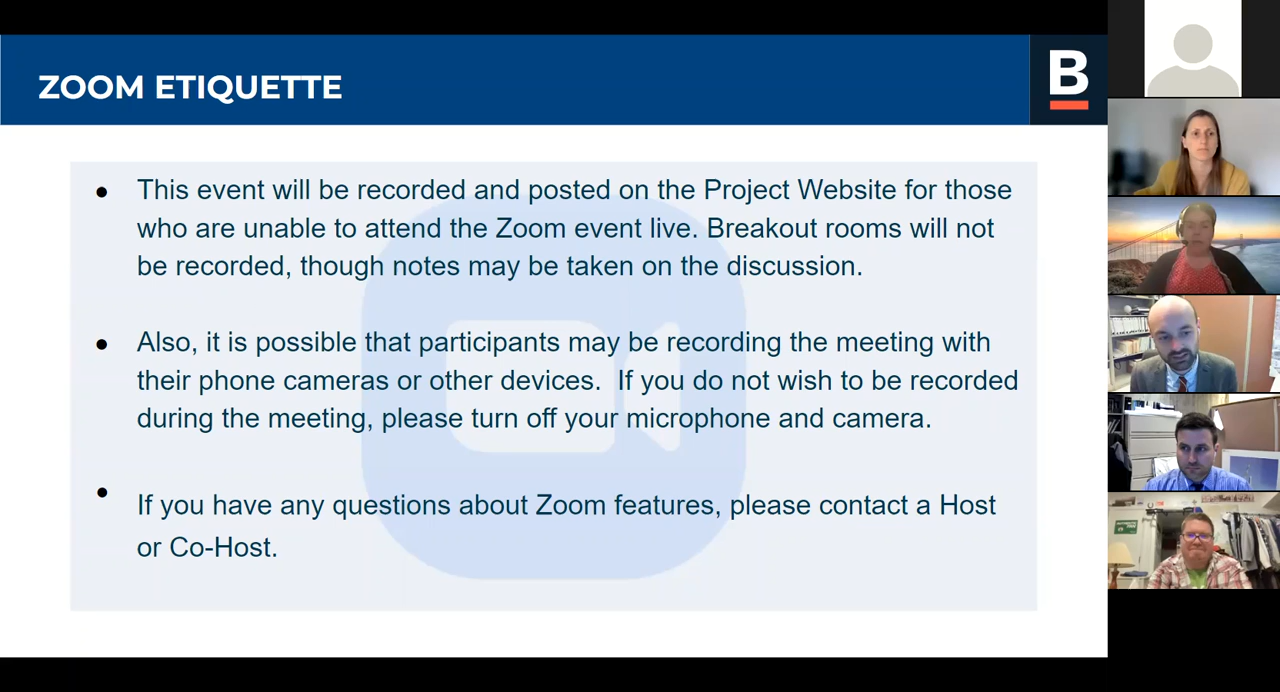 ZOOM ETIQUETTE
B
● This event will be recorded and posted on the Project Website for those
who are unable to attend the Zoom event live. Breakout rooms will not
be recorded, though notes may be taken on the discussion.
● Also, it is possible that participants may be recording the meeting with
their phone cameras or other devices.  If you do not wish to be recorded
during the meeting, please turn off your microphone and camera.
● If you have any questions about Zoom features, please contact a Host
or Co-Host.